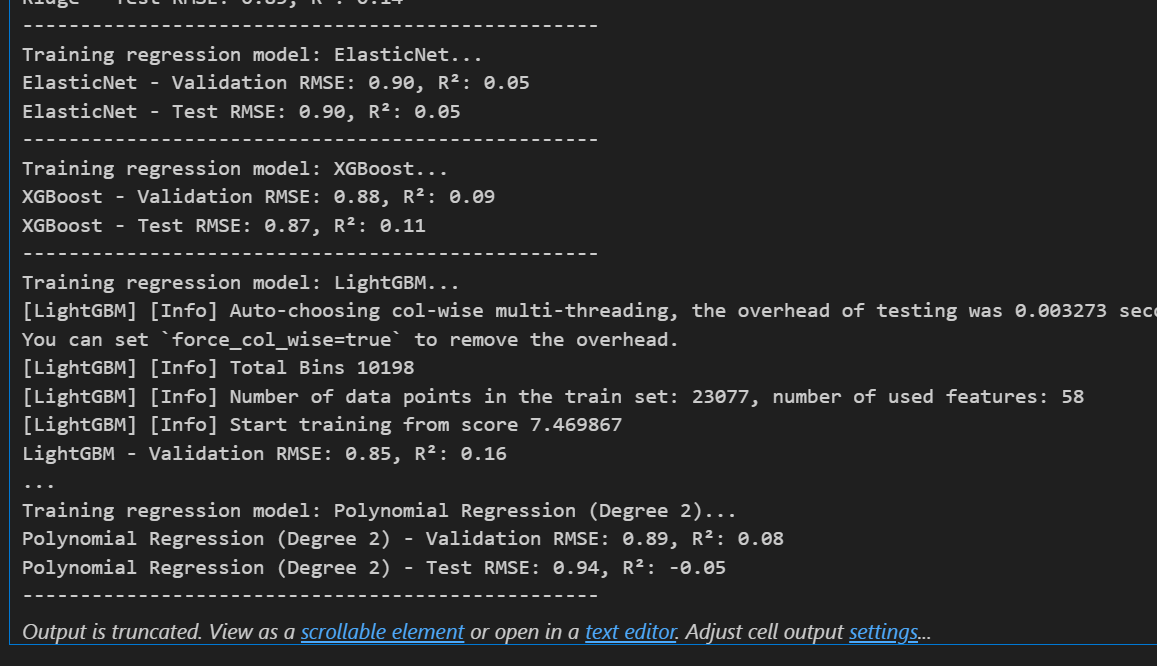 Ridge - Test RMSE: 0.85, R²: 0.14
--------------------------------------------------
Training regression model: ElasticNet...
ElasticNet - Validation RMSE: 0.90, R²: 0.05
ElasticNet - Test RMSE: 0.90, R²: 0.05
--------------------------------------------------
Training regression model: XGBoost...
XGBoost - Validation RMSE: 0.88, R²: 0.09
XGBoost - Test RMSE: 0.87, R²: 0.11
--------------------------------------------------
Training regression model: LightGBM...
[LightGBM] [Info] Auto-choosing col-wise multi-threading, the overhead of testing was 0.003273
You can set `force_col_wise=true` to remove the overhead.
[LightGBM] [Info] Total Bins 10198
[LightGBM] [Info] Number of data points in the train set: 23077, number of used features: 58
[LightGBM] [Info] Start training from score 7.469867
LightGBM - Validation RMSE: 0.85, R²: 0.16
...
Training regression model: Polynomial Regression (Degree 2)...
Polynomial Regression (Degree 2) - Validation RMSE: 0.89, R²: 0.08
Polynomial Regression (Degree 2) - Test RMSE: 0.94, R²: -0.05
--------------------------------------------------
Output is truncated. View as a scrollable element or open in a text editor. Adjust cell output settings...